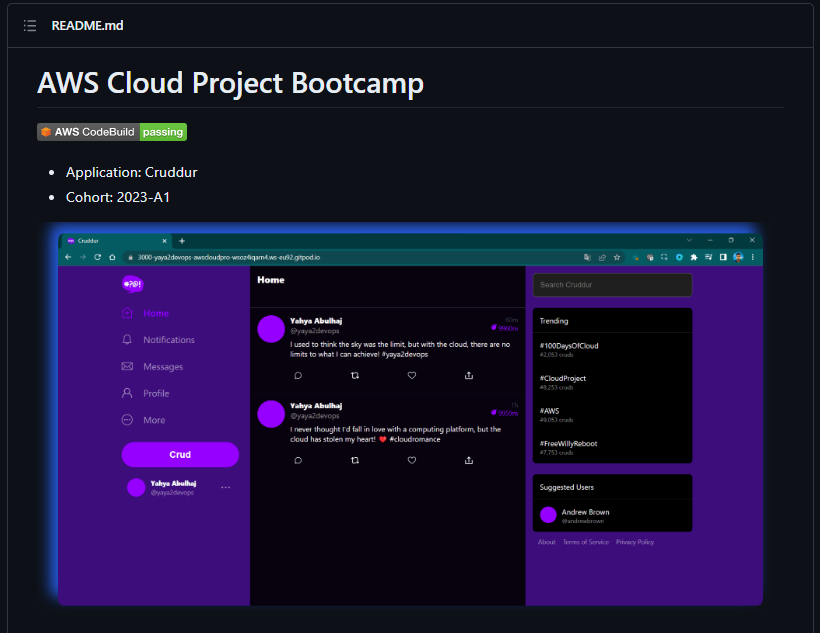 README.md
AWS Cloud Project Bootcamp
AWS CodeBuild passing
Application: Cruddur
Cohort: 2023-A1
Cruddur
3000-yaya2devops-awscloudpro-wsoz4iqarn4.ws-eu92.gitpod.io
Home
Search Cruddur
Home
Notifications
Messages
Profile
More
Crud
Yahya Abulhaj
@yaya2devops
Yahya Abulhaj
@yaya2devops
I used to think the sky was the limit, but with the cloud, there are no
limits to what I can achieve! #yaya2devops
Yahya Abulhaj
@yaya2devops
I never thought I'd fall in love with a computing platform, but the
cloud has stolen my heart! ❤️ #cloudromance
Trending
#100DaysOfCloud
#2,053 cruds
#CloudProject
#8,253 cruds
#AWS
#9,053 cruds
#FreeWillyReboot
#7,753 cruds
Suggested Users
Andrew Brown
@andrewbrown
About Terms of Service Privacy Policy